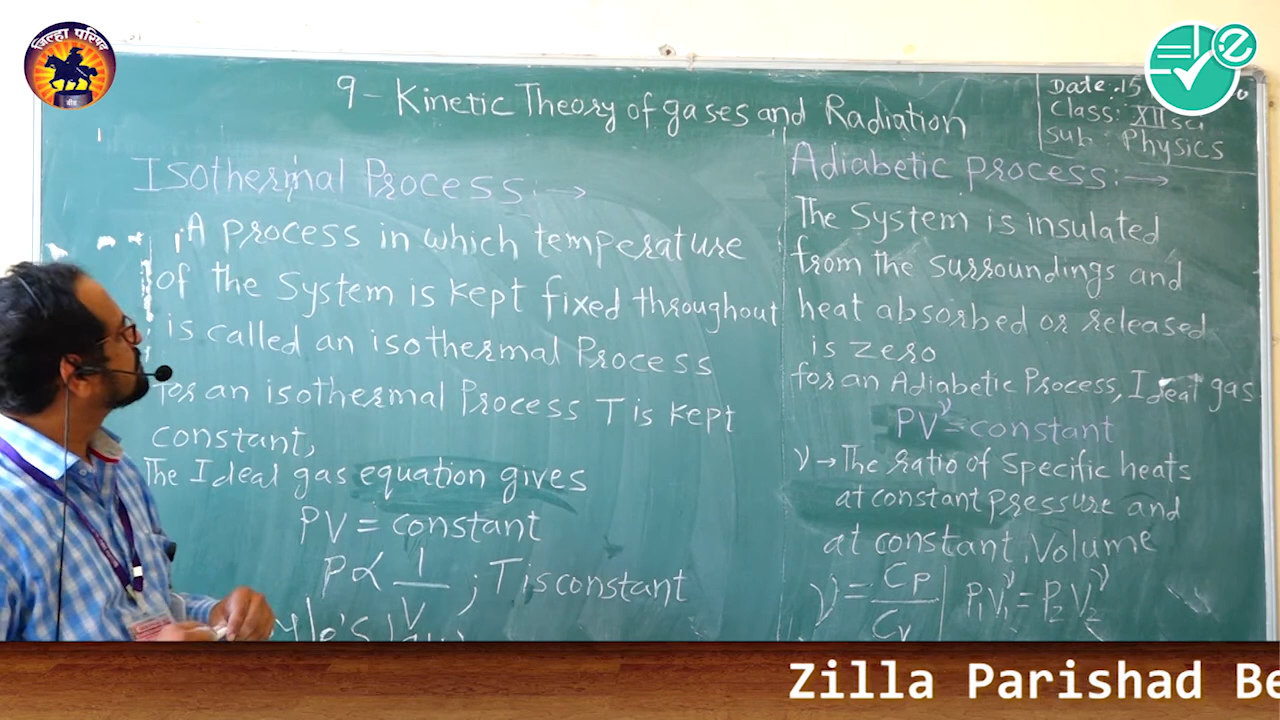 जिल्हा परिषद
बीड
9 - Kinetic Theory of gases and Radiation
Date:.15
Class: XII sci
Sub : Physics
Isothermal Process:- →
A process in which temperature
of the System is kept fixed throughout
is called an isothermal Process
For an isothermal Process T is kept
constant,
The Ideal gas equation gives
PV = constant
P ∝ 1/V ; T is constant
law
Adiabetic process:- →
The System is insulated
from the surroundings and
heat absorbed or released
is zero
for an Adiabetic Process, Ideal gas
PV^γ = constant
γ → The ratio of Specific heats
at constant pressure and
at constant, Volume
γ = Cp/Cv | P₁V₁^γ = P₂V₂^γ
Zilla Parishad Be